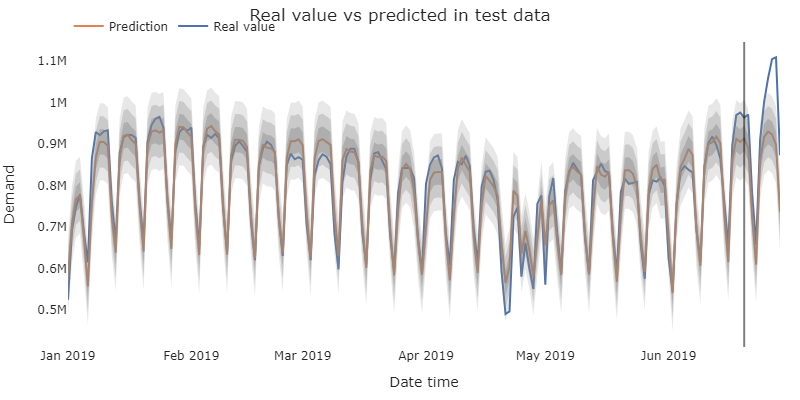 Real value vs predicted in test data
Prediction
Real value
1.1M
1M
0.9M
0.8M
0.7M
0.6M
0.5M
Demand
Jan 2019
Feb 2019
Mar 2019
Apr 2019
May 2019
Jun 2019
Date time